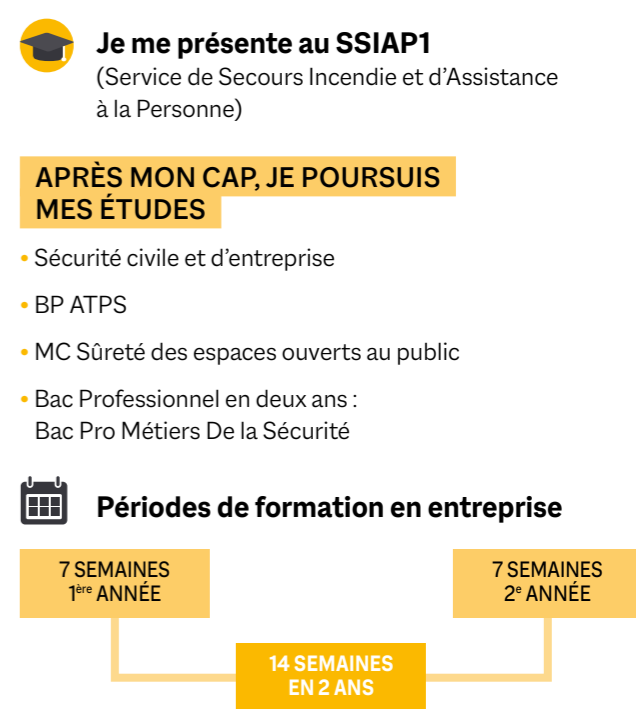 Je me présente au SSIAP1
(Service de Secours Incendie et d’Assistance
à la Personne)
APRÈS MON CAP, JE POURSUIS
MES ÉTUDES
• Sécurité civile et d’entreprise
• BP ATPS
• MC Sûreté des espaces ouverts au public
• Bac Professionnel en deux ans :
Bac Pro Métiers De la Sécurité
Périodes de formation en entreprise
7 SEMAINES
1ère ANNÉE
7 SEMAINES
2e ANNÉE
14 SEMAINES
EN 2 ANS